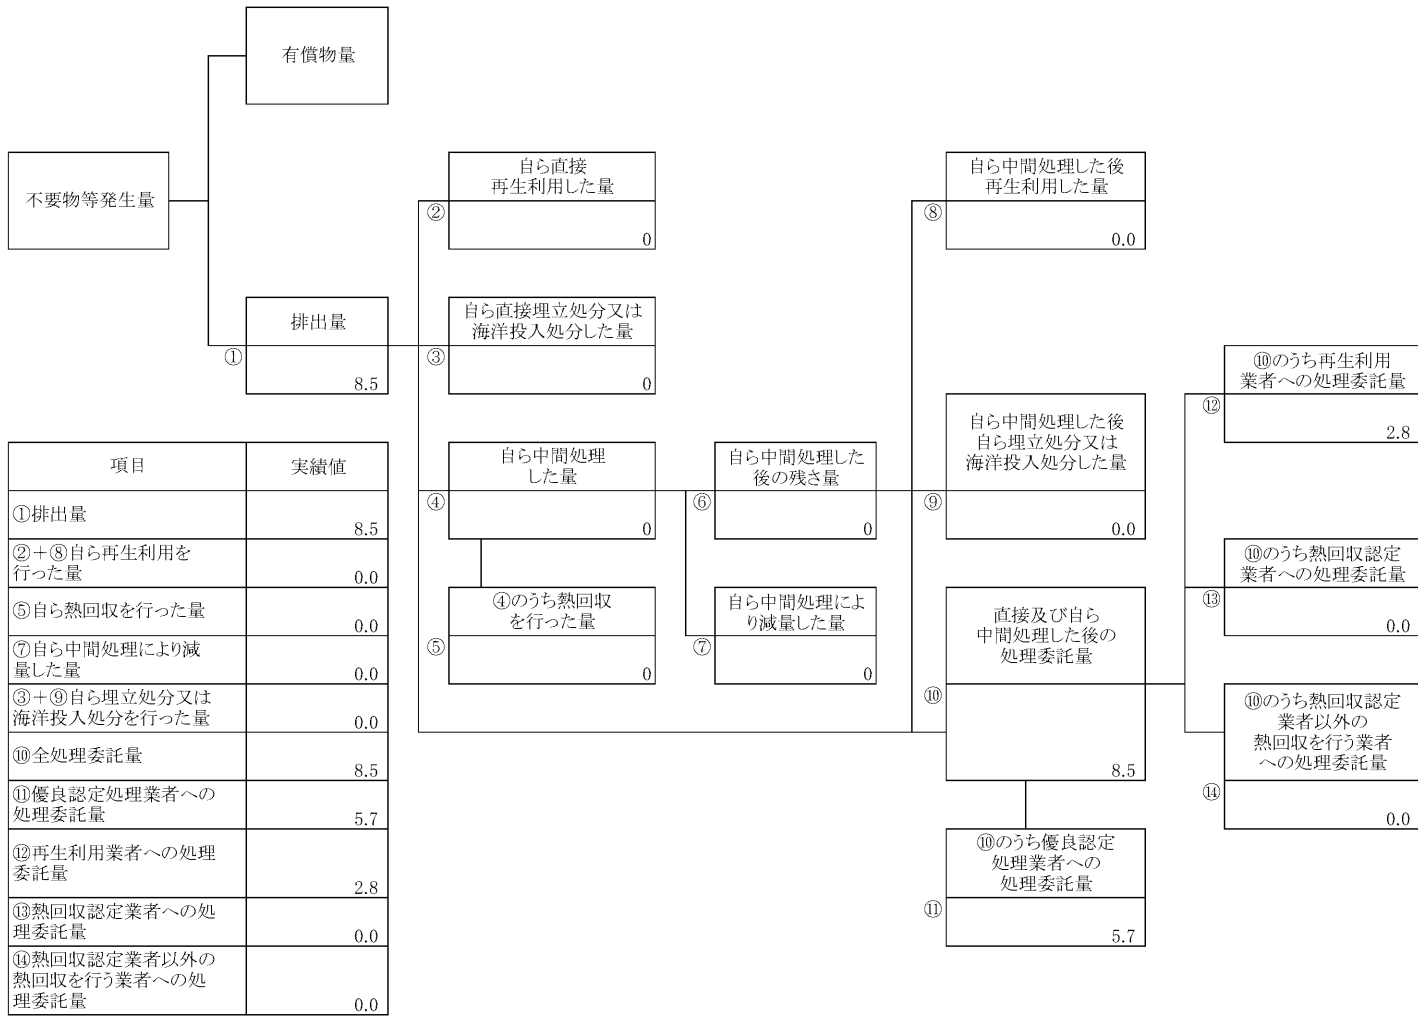 有償物量
不要物等発生量
自ら直接
再生利用した量
②
0
自ら中間処理した後
再生利用した量
⑧
0.0
排出量
①
8.5
自ら直接埋立処分又は
海洋投入処分した量
③
0
⑩のうち再生利用
業者への処理委託量
⑫
2.8
自ら中間処理した後
自ら埋立処分又は
海洋投入処分した量
⑨
0.0
自ら中間処理
した量
④
0
自ら中間処理した
後の残さ量
⑥
0
⑩のうち熱回収認定
業者への処理委託量
⑬
0.0
④のうち熱回収
を行った量
⑤
0
自ら中間処理によ
り減量した量
⑦
0
直接及び自ら
中間処理した後の
処理委託量
⑩
8.5
⑩のうち熱回収認定
業者以外の
熱回収を行う業者
への処理委託量
⑭
0.0
⑩のうち優良認定
処理業者への
処理委託量
⑪
5.7
項目
実績値
①排出量
8.5
②＋⑧自ら再生利用を
行った量
0.0
⑤自ら熱回収を行った量
0.0
⑦自ら中間処理により減
量した量
0.0
③＋⑨自ら埋立処分又は
海洋投入処分を行った量
0.0
⑩全処理委託量
8.5
⑪優良認定処理業者への
処理委託量
5.7
⑫再生利用業者への処理
委託量
2.8
⑬熱回収認定業者への処
理委託量
0.0
⑭熱回収認定業者以外の
熱回収を行う業者への処
理委託量
0.0